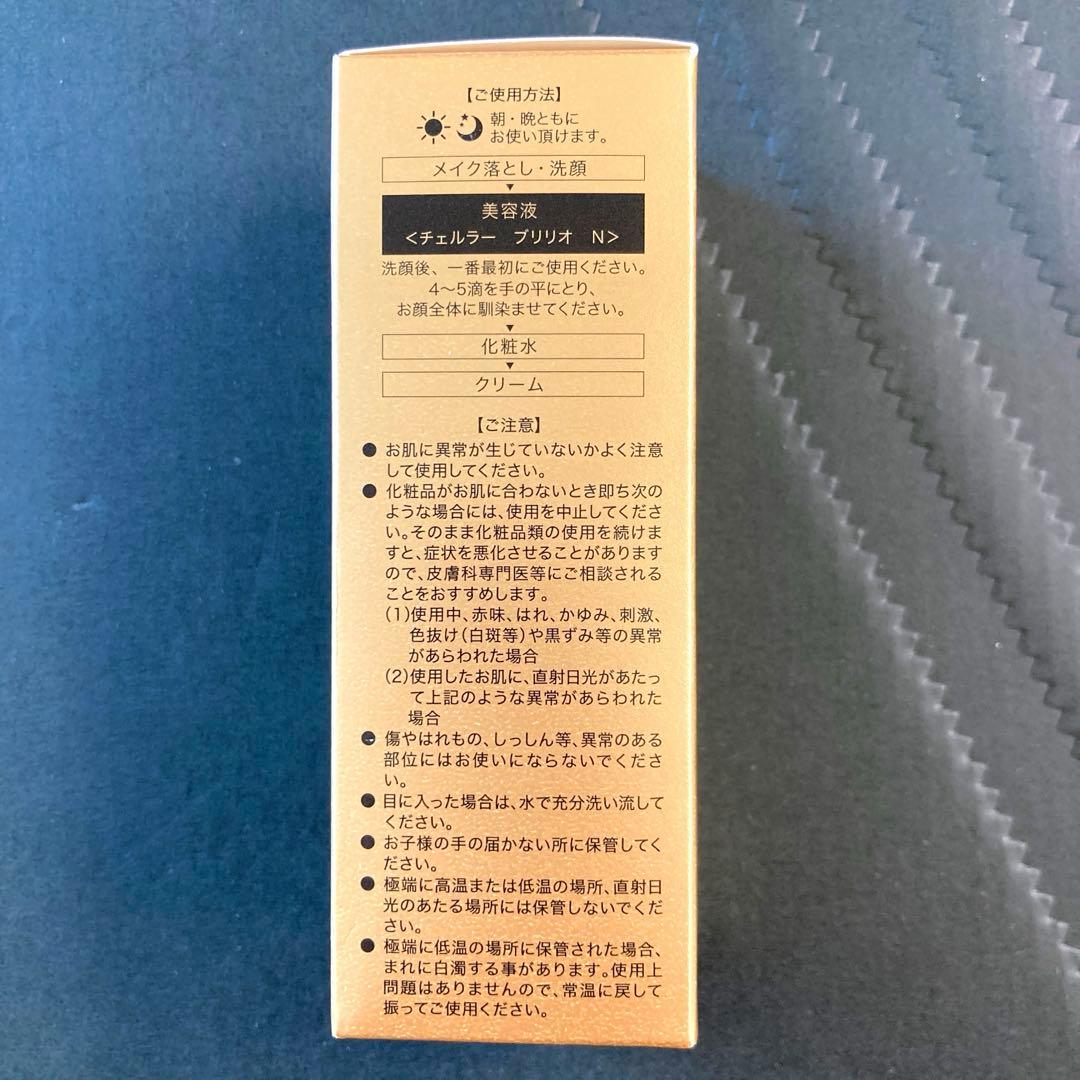 【ご使用方法】
朝・晩ともに
お使い頂けます。
メイク落とし・洗顔
美容液
＜チェルラー　ブリリオ　N＞
洗顔後、一番最初にご使用ください。
4〜5滴を手の平にとり、
お顔全体に馴染ませてください。
化粧水
クリーム
【ご注意】
● お肌に異常が生じていないかよく注意
して使用してください。
● 化粧品がお肌に合わないとき即ち次の
ような場合には、使用を中止してくださ
い。そのまま化粧品類の使用を続けま
すと、症状を悪化させることがあります
ので、皮膚科専門医等にご相談される
ことをおすすめします。
(1)使用中、赤味、はれ、かゆみ、刺激、
色抜け(白斑等)や黒ずみ等の異常
があらわれた場合
(2)使用したお肌に、直射日光があたっ
て上記のような異常があらわれた
場合
● 傷やはれもの、しっしん等、異常のある
部位にはお使いにならないでくださ
い。
● 目に入った場合は、水で充分洗い流して
ください。
● お子様の手の届かない所に保管してく
ださい。
● 極端に高温または低温の場所、直射日
光のあたる場所には保管しないでくだ
さい。
● 極端に低温の場所に保管された場合、
まれに白濁する事があります。使用上
問題はありませんので、常温に戻して
振ってご使用ください。